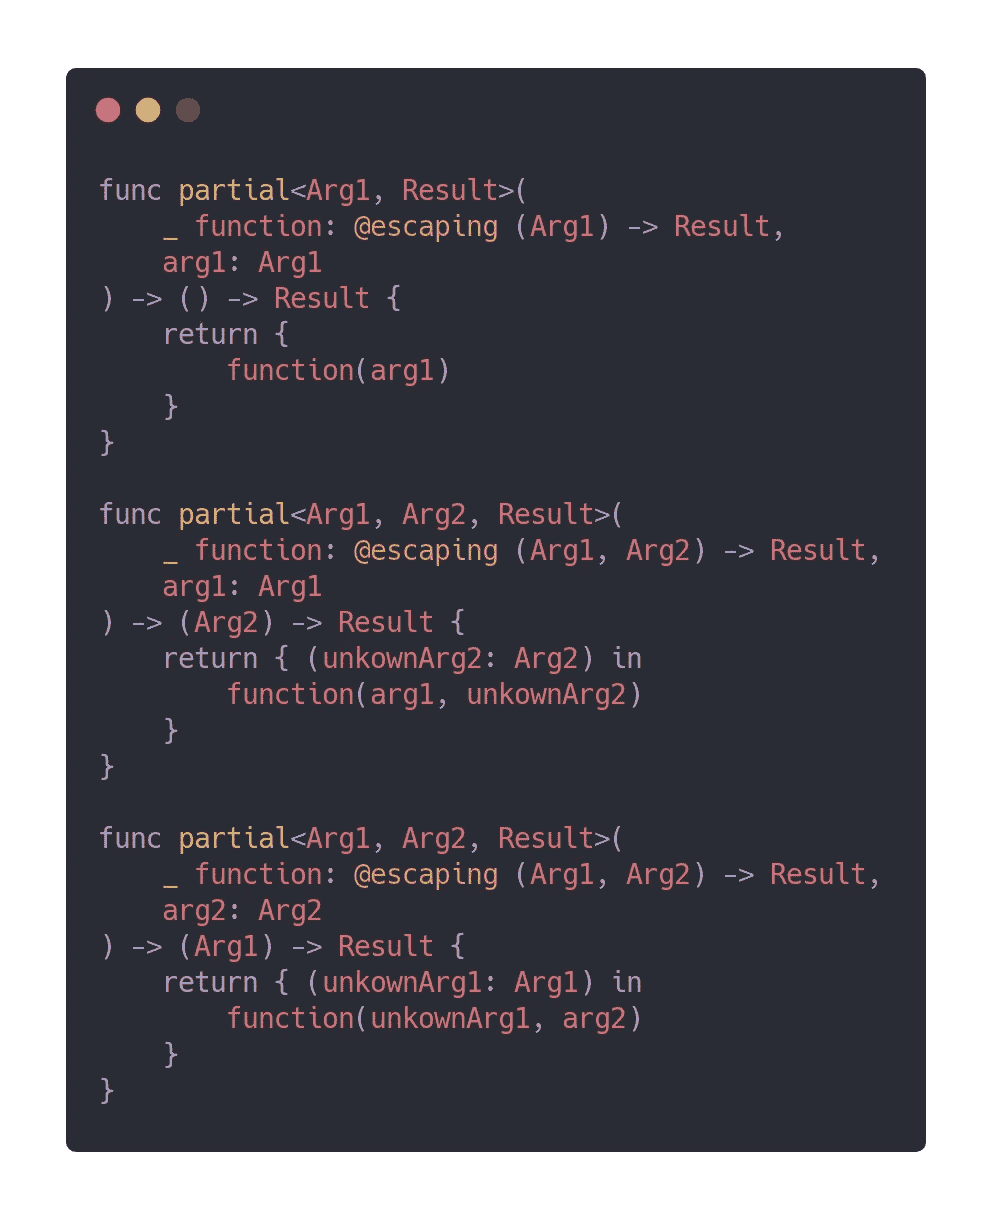 func partial<Arg1, Result>(
    _ function: @escaping (Arg1) -> Result,
    arg1: Arg1
) -> () -> Result {
    return {
        function(arg1)
    }
}

func partial<Arg1, Arg2, Result>(
    _ function: @escaping (Arg1, Arg2) -> Result,
    arg1: Arg1
) -> (Arg2) -> Result {
    return { (unkownArg2: Arg2) in
        function(arg1, unkownArg2)
    }
}

func partial<Arg1, Arg2, Result>(
    _ function: @escaping (Arg1, Arg2) -> Result,
    arg2: Arg2
) -> (Arg1) -> Result {
    return { (unkownArg1: Arg1) in
        function(unkownArg1, arg2)
    }
}